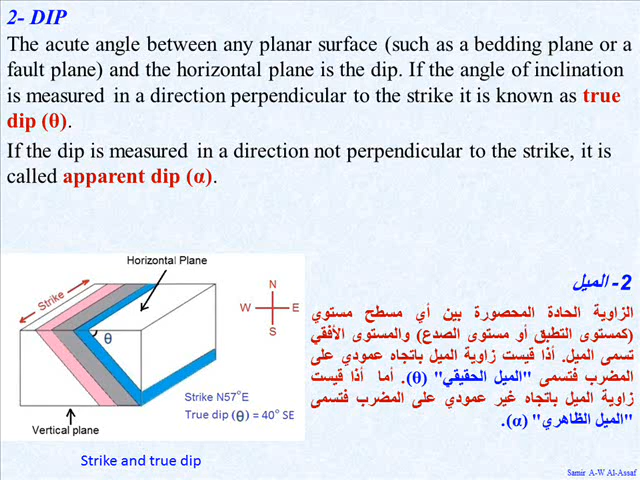 2- DIP
The acute angle between any planar surface (such as a bedding plane or a
fault plane) and the horizontal plane is the dip. If the angle of inclination
is measured in a direction perpendicular to the strike it is known as true
dip (θ).
If the dip is measured in a direction not perpendicular to the strike, it is
called apparent dip (α).
Horizontal Plane
Strike
N
W E
S
θ
Strike N57°E
True dip (θ) = 40° SE
Vertical plane
Strike and true dip
2- الميل
الزاوية الحادة المحصورة بين أي مسطح مستوي
(كمستوى التطبق أو مستوى الصدع) والمستوى الأفقي
تسمى الميل. أذا قيست زاوية الميل باتجاه عمودي على
المضرب فتسمى "الميل الحقيقي" (θ). أما أذا قيست
زاوية الميل باتجاه غير عمودي على المضرب فتسمى
"الميل الظاهري" (α).
Samir A-W Al-Assaf